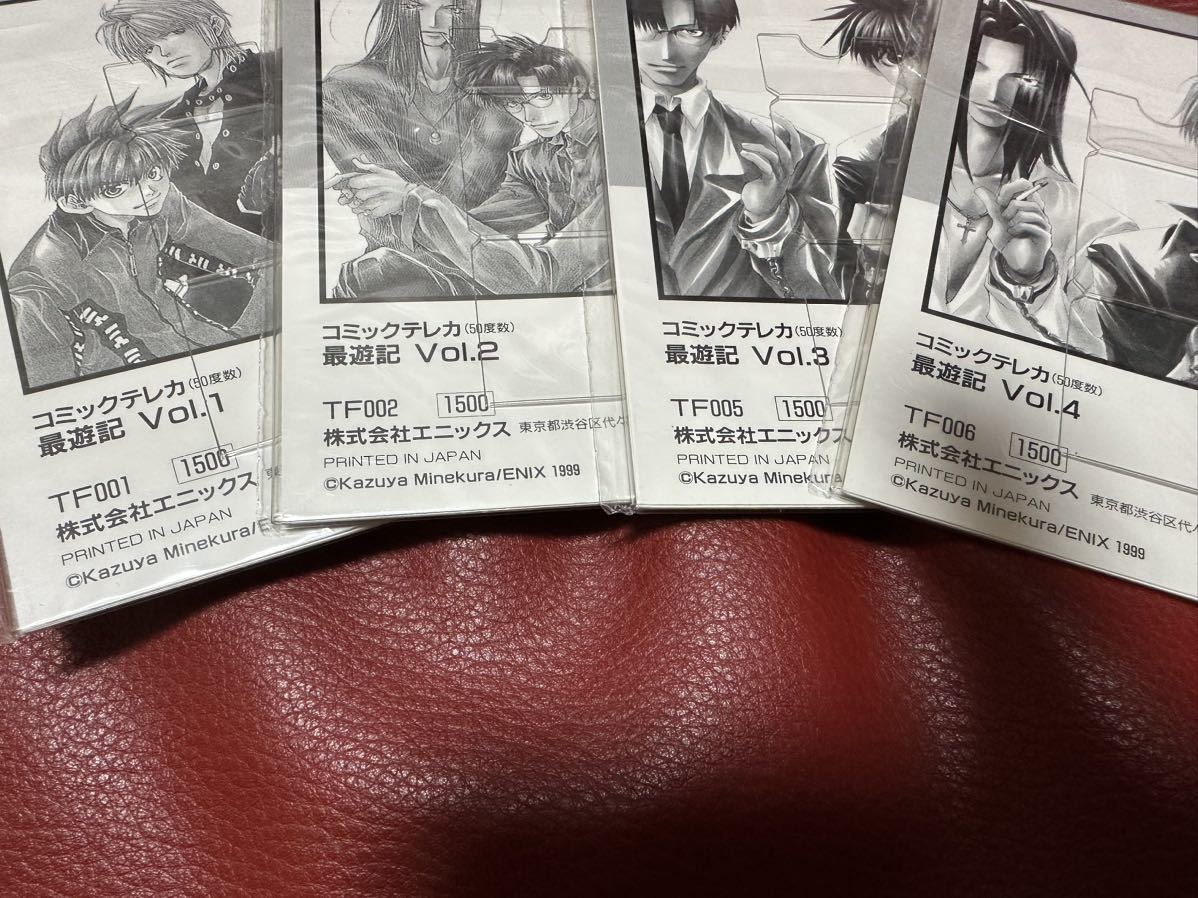 コミックテレカ(50度数)
最遊記 Vol.1
TF001 1500
株式会社エニックス
PRINTED IN JAPAN
©Kazuya Minekura/E
コミックテレカ(50度数)
最遊記 Vol.2
TF002 1500
株式会社エニックス 東京都渋谷区代々
PRINTED IN JAPAN
©Kazuya Minekura/ENIX 1999
コミックテレカ(50度数)
最遊記 Vol.3
TF005 1500
株式会社エニックス
PRINTED IN JAPAN
©Kazuya Minekura
コミックテレカ(50度数)
最遊記 Vol.4
TF006 1500
株式会社エニックス 東京都渋谷区代
PRINTED IN JAPAN
©Kazuya Minekura/ENIX 1999